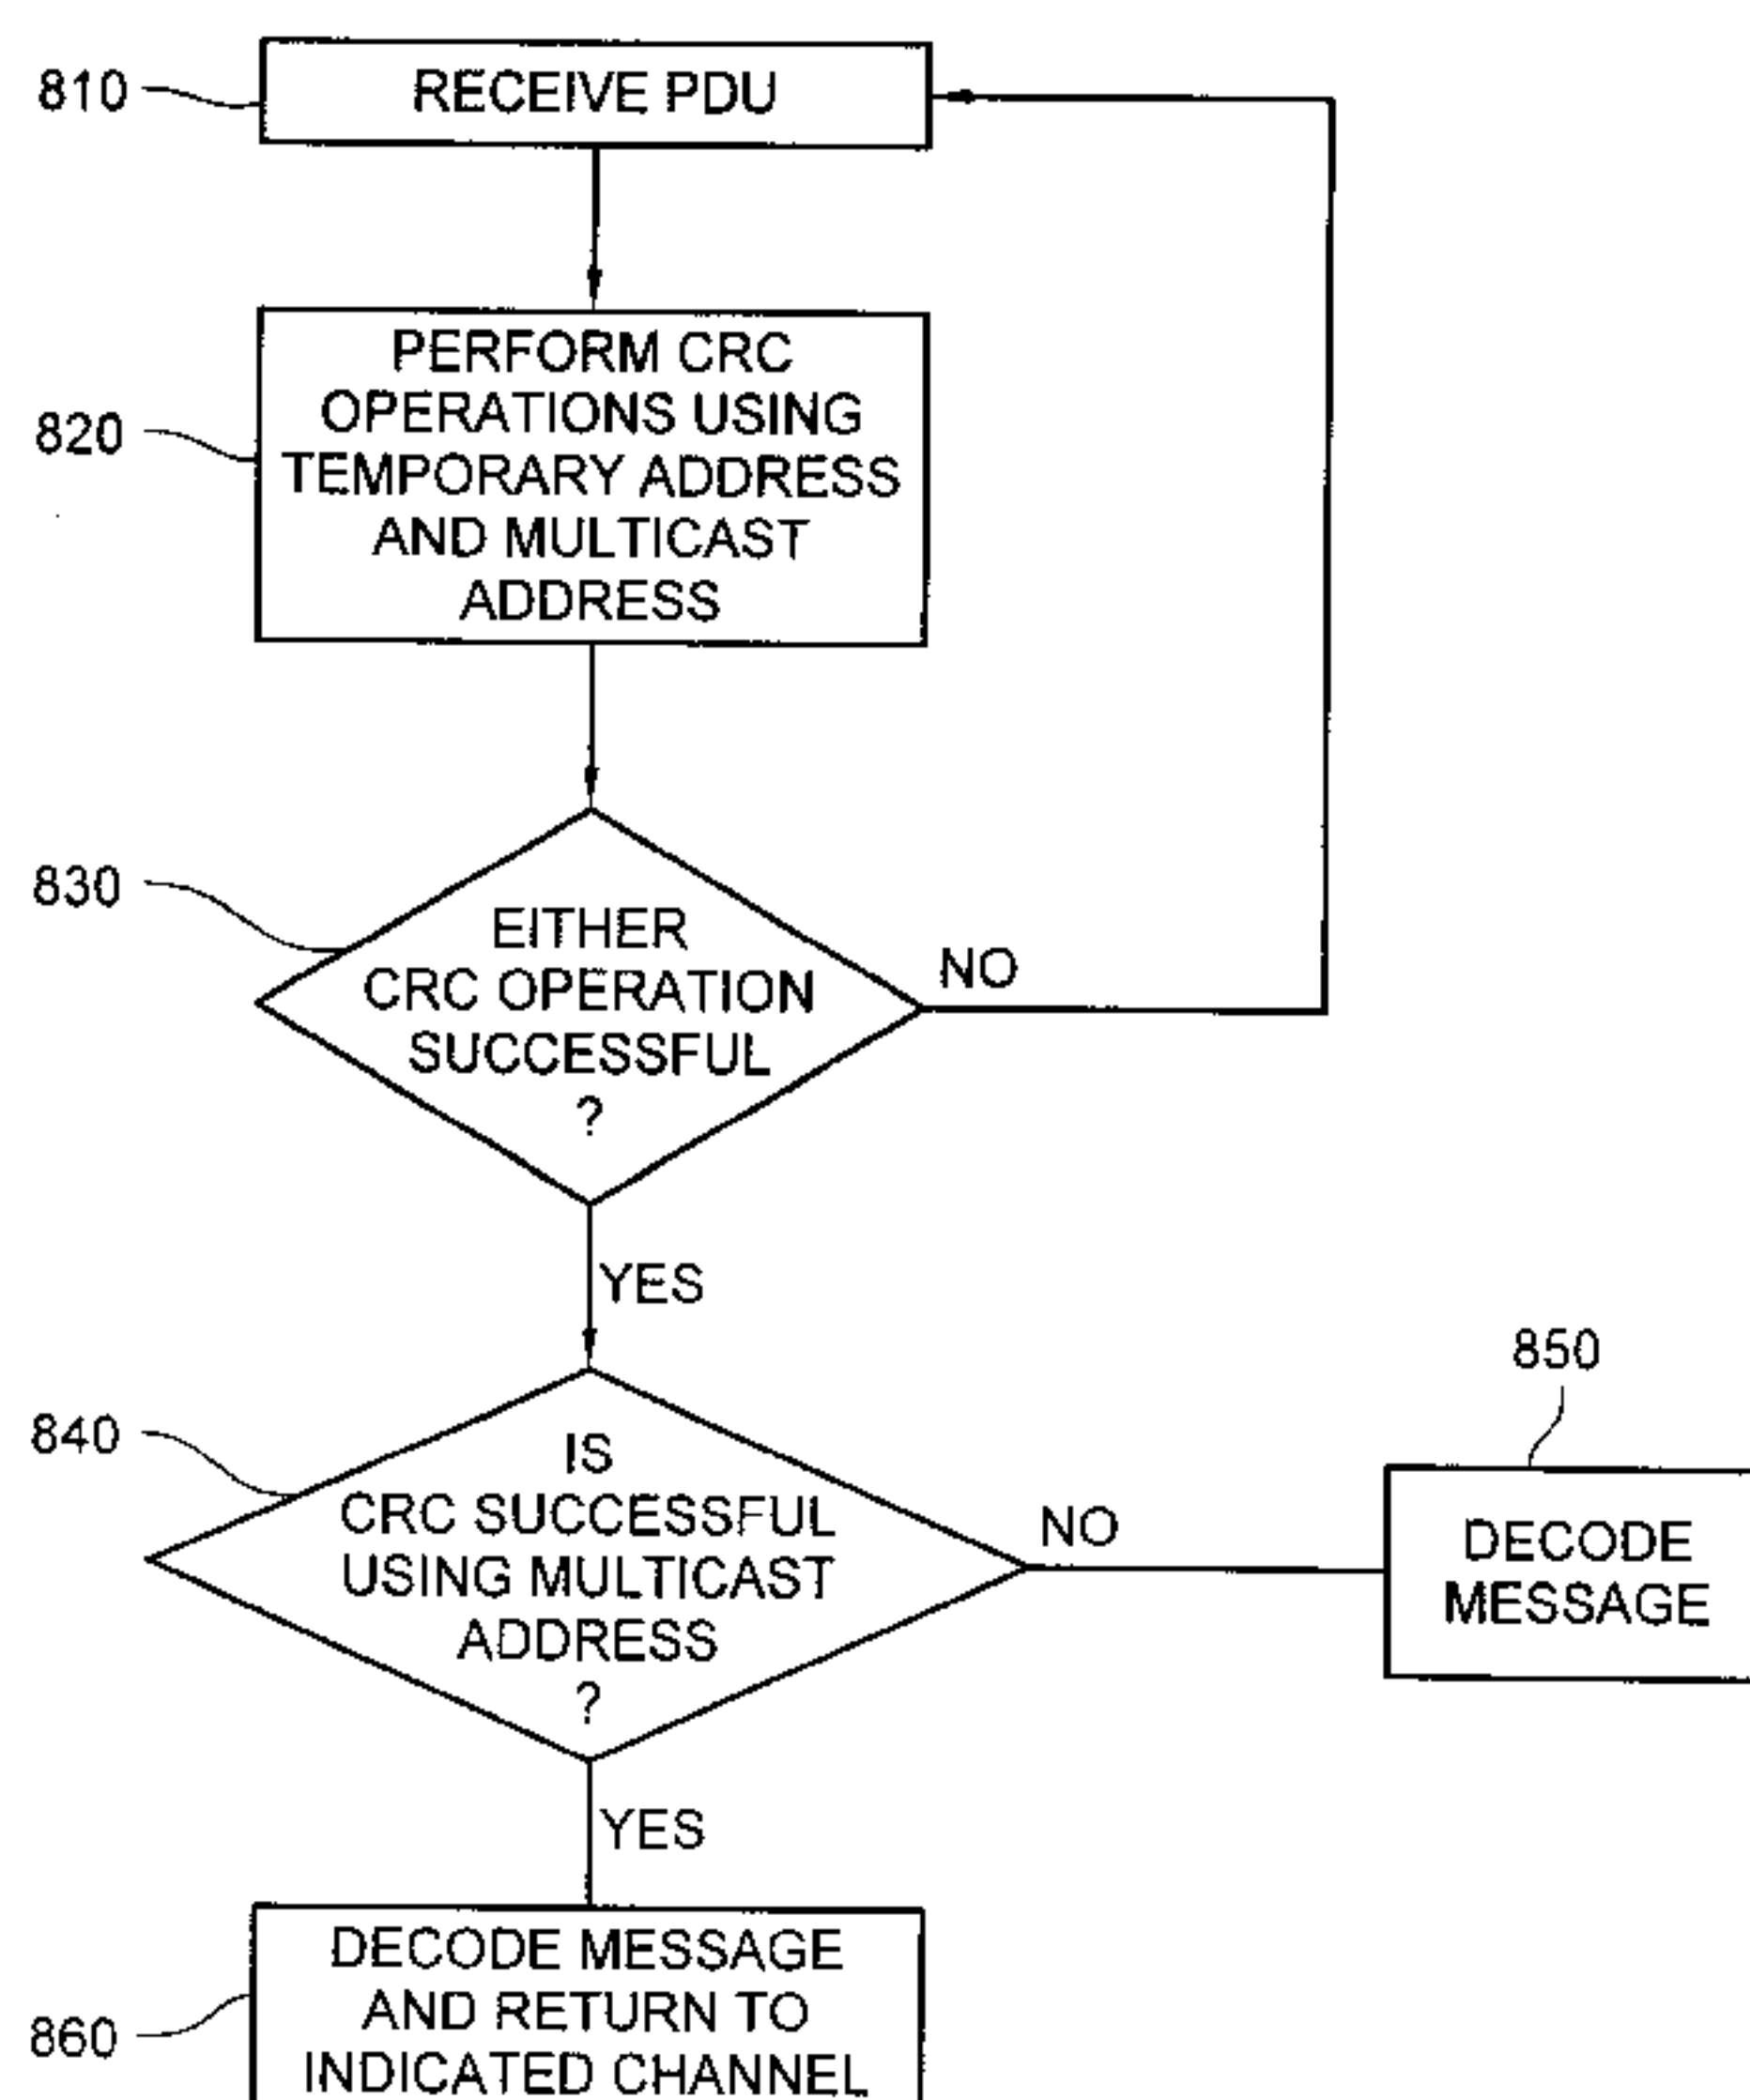 810
RECEIVE PDU
820
PERFORM CRC
OPERATIONS USING
TEMPORARY ADDRESS
AND MULTICAST
ADDRESS
830
EITHER
CRC OPERATION
SUCCESSFUL
?
NO
YES
840
IS
CRC SUCCESSFUL
USING MULTICAST
ADDRESS
?
NO
850
DECODE
MESSAGE
YES
860
DECODE MESSAGE
AND RETURN TO
INDICATED CHANNEL